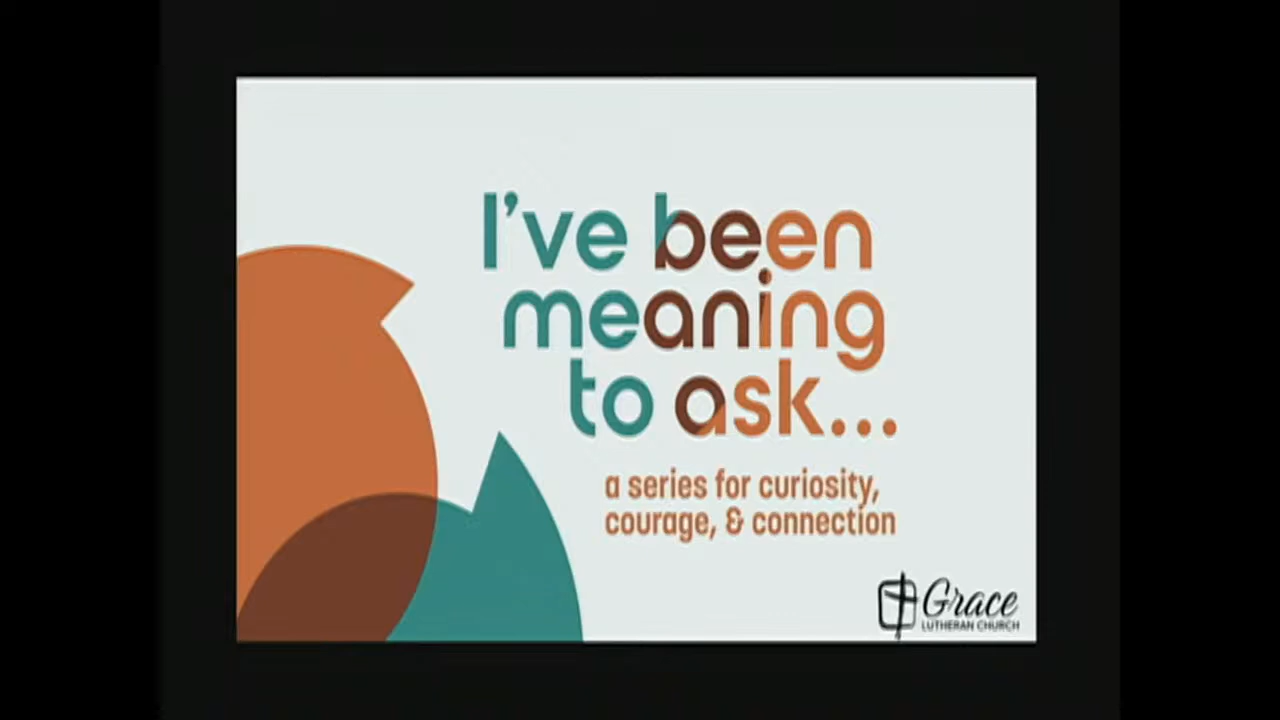 I've been
meaning
to ask...
a series for curiosity,
courage, & connection
Grace
LUTHERAN CHURCH